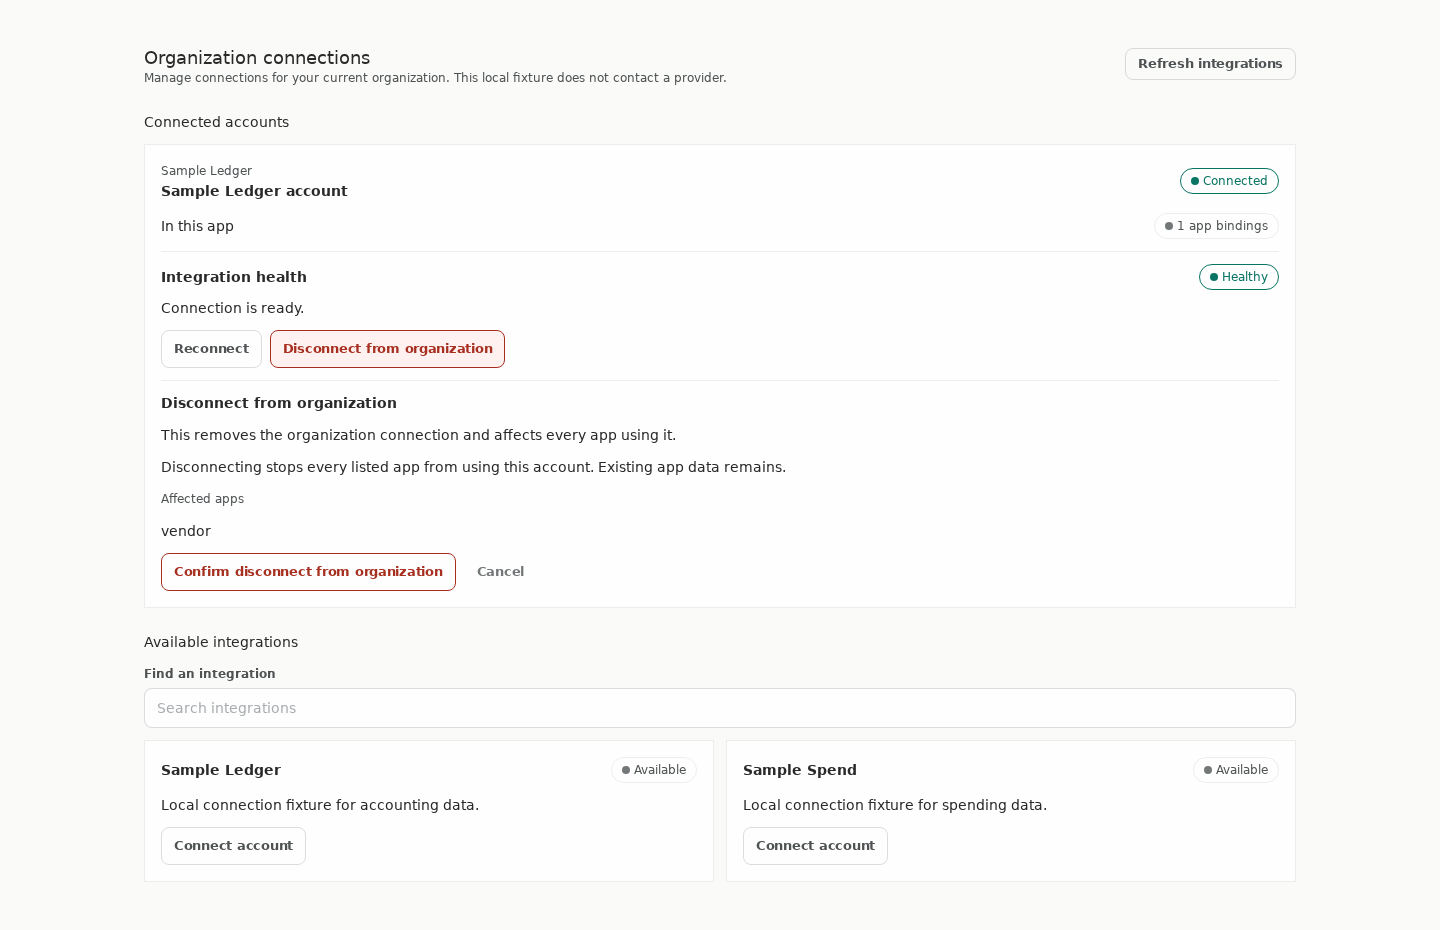 Organization connections
Refresh integrations
Manage connections for your current organization. This local fixture does not contact a provider.
Connected accounts
Sample Ledger
Sample Ledger account
Connected
In this app
1 app bindings
Integration health
Healthy
Connection is ready.
Reconnect
Disconnect from organization
Disconnect from organization
This removes the organization connection and affects every app using it.
Disconnecting stops every listed app from using this account. Existing app data remains.
Affected apps
vendor
Confirm disconnect from organization
Cancel
Available integrations
Find an integration
Search integrations
Sample Ledger
Available
Local connection fixture for accounting data.
Connect account
Sample Spend
Available
Local connection fixture for spending data.
Connect account